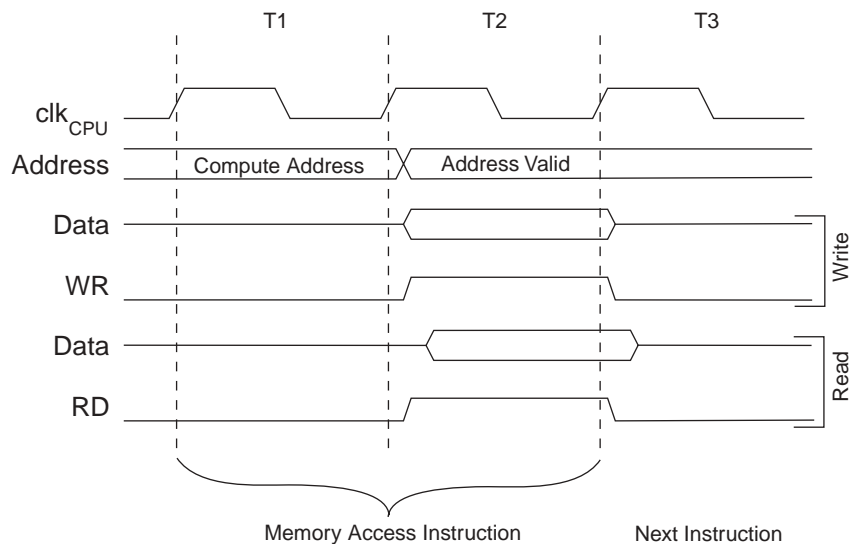 T1 T2 T3
clkCPU
Address Compute Address Address Valid
Data
WR
Write
Data
RD
Read
Memory Access Instruction Next Instruction